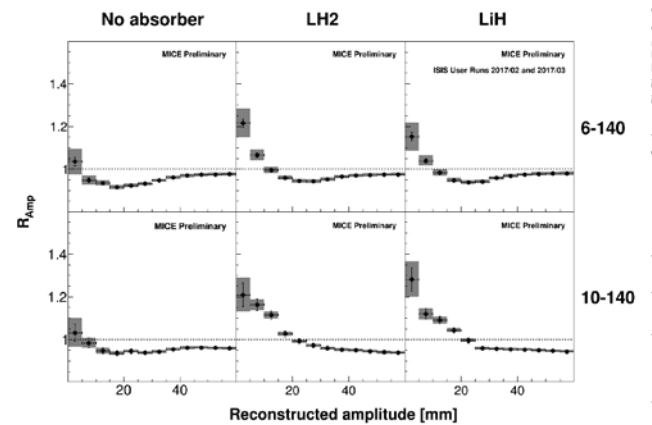 No absorber LH2 LiH
MICE Preliminary MICE Preliminary MICE Preliminary
ISIS User Runs 2017/02 and 2017/03
1.4
1.2
1
6-140
R_Amp
MICE Preliminary MICE Preliminary MICE Preliminary
1.4
1.2
1
10-140
20 40 20 40 20 40
Reconstructed amplitude [mm]